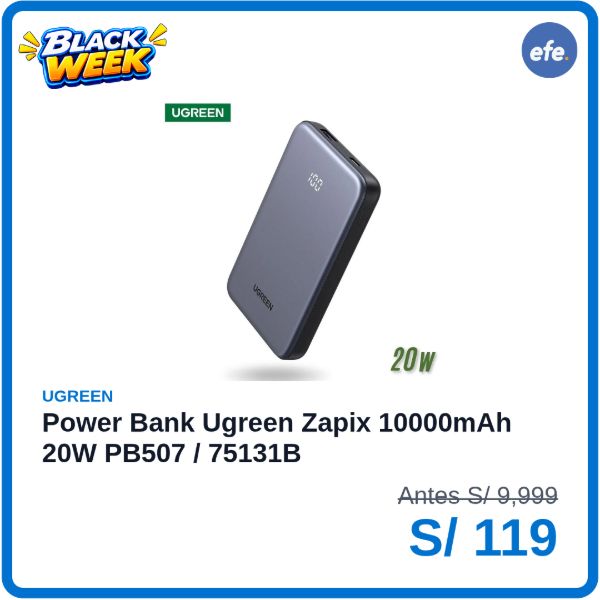 BLACK
WEEK
efe.
UGREEN
100
UGREEN
20W
UGREEN
Power Bank Ugreen Zapix 10000mAh
20W PB507 / 75131B
Antes S/ 9,999
S/ 119